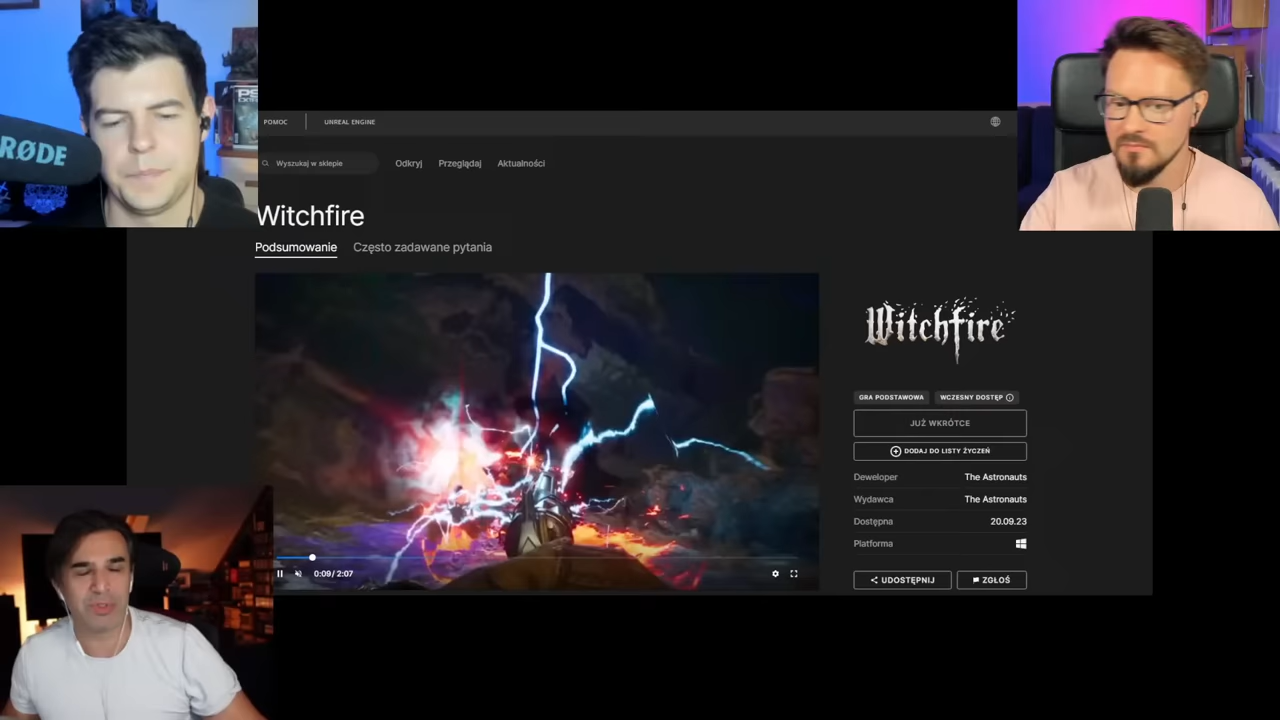 RØDE
PS
POMOC
UNREAL ENGINE
Wyszukaj w sklepie
Odkryj
Przeglądaj
Aktualności
Witchfire
Podsumowanie
Często zadawane pytania
Witchfire
GRA PODSTAWOWA
WCZESNY DOSTĘP
JUŻ WKRÓTCE
DODAJ DO LISTY ŻYCZEŃ
Deweloper The Astronauts
Wydawca The Astronauts
Dostępna 20.09.23
Platforma
0:09 / 2:07
UDOSTĘPNIJ
ZGŁOŚ